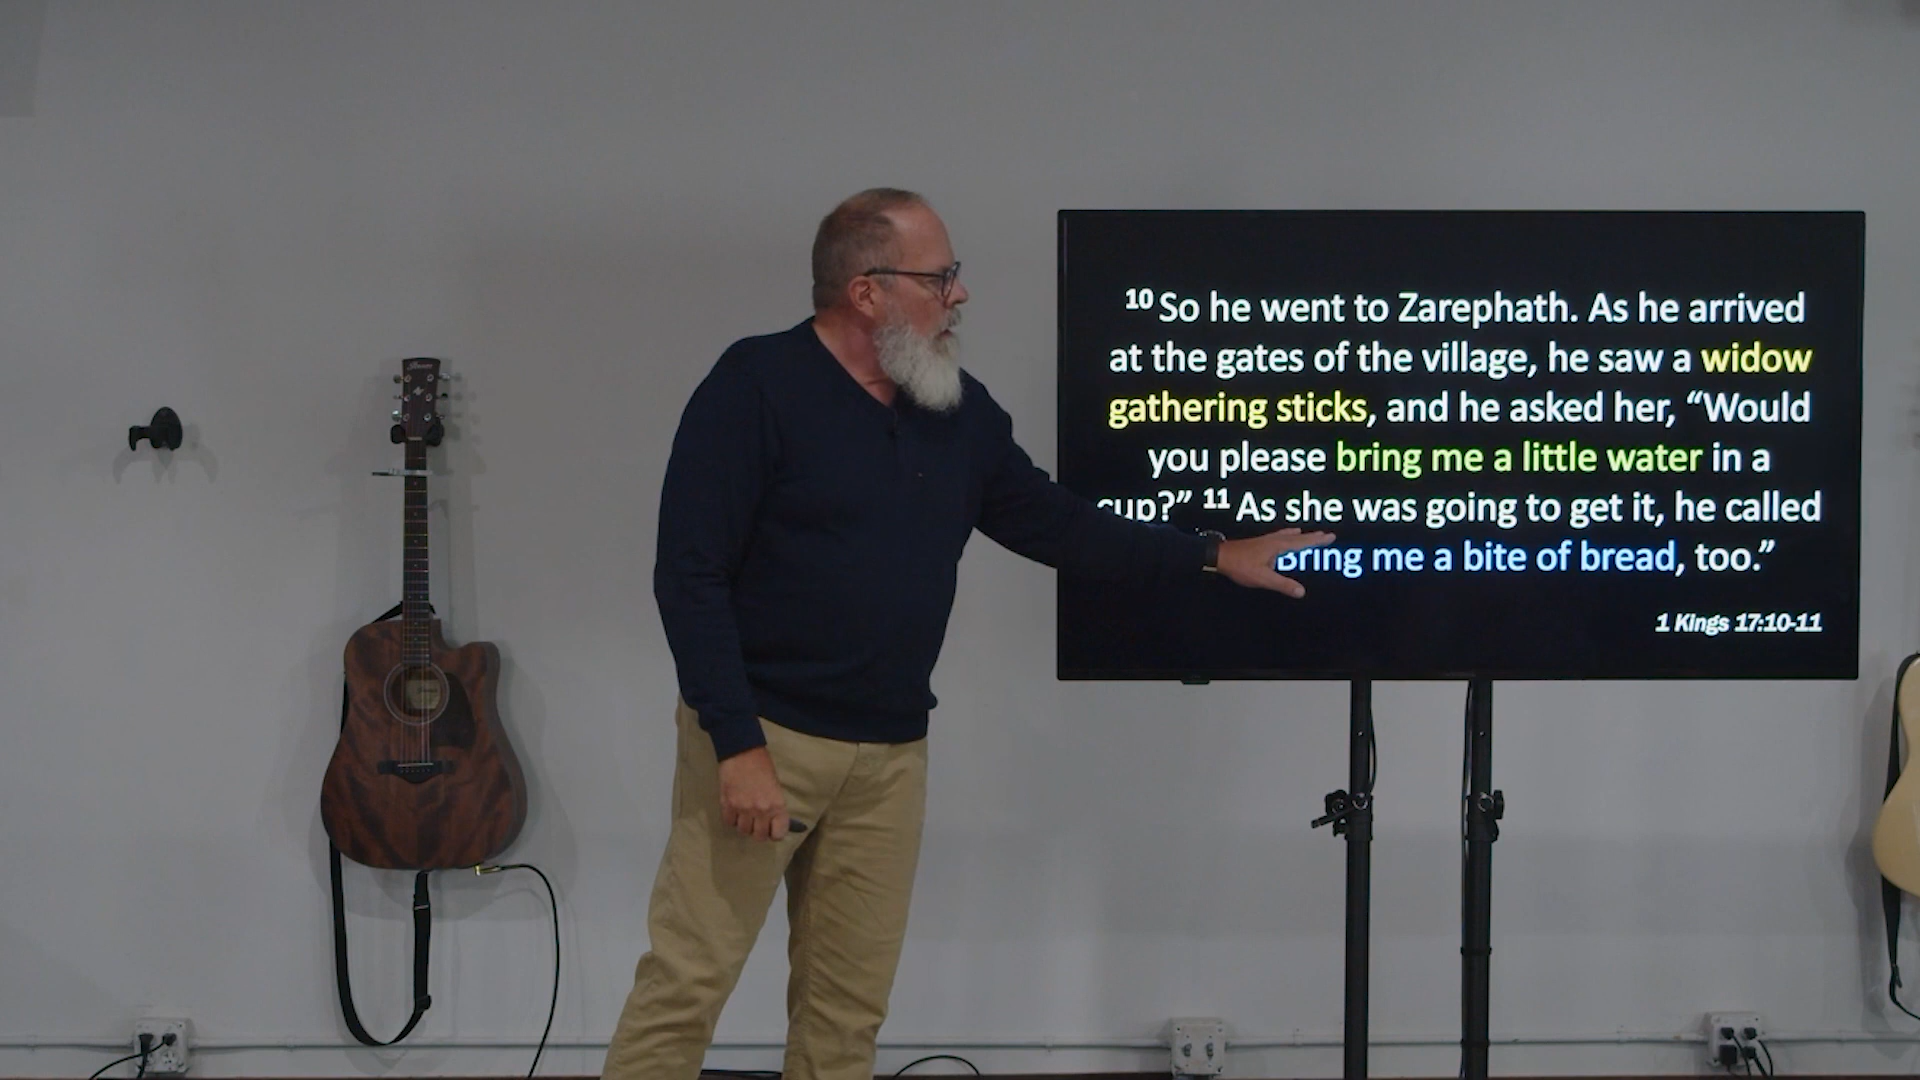 10 So he went to Zarephath. As he arrived
at the gates of the village, he saw a widow
gathering sticks, and he asked her, “Would
you please bring me a little water in a
cup?” 11 As she was going to get it, he called
Bring me a bite of bread, too.”
1 Kings 17:10-11